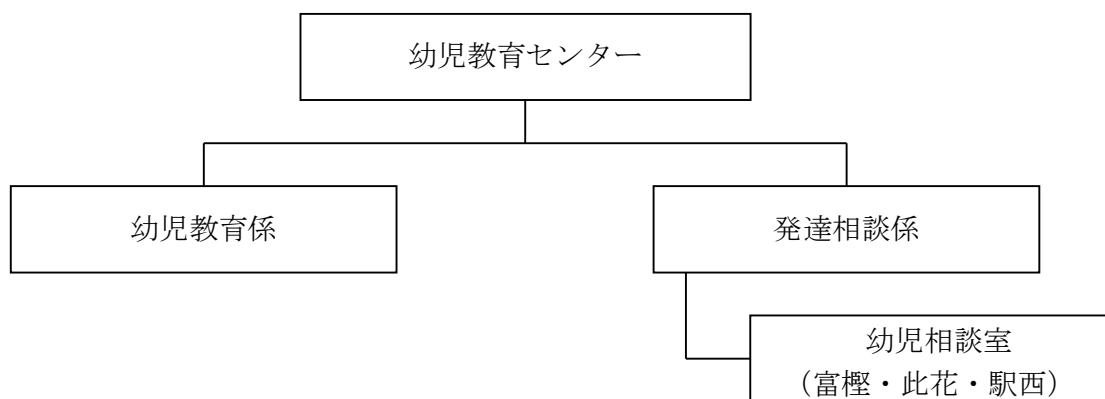 幼児教育センター
幼児教育係
発達相談係
幼児相談室
（富樫・此花・駅西）